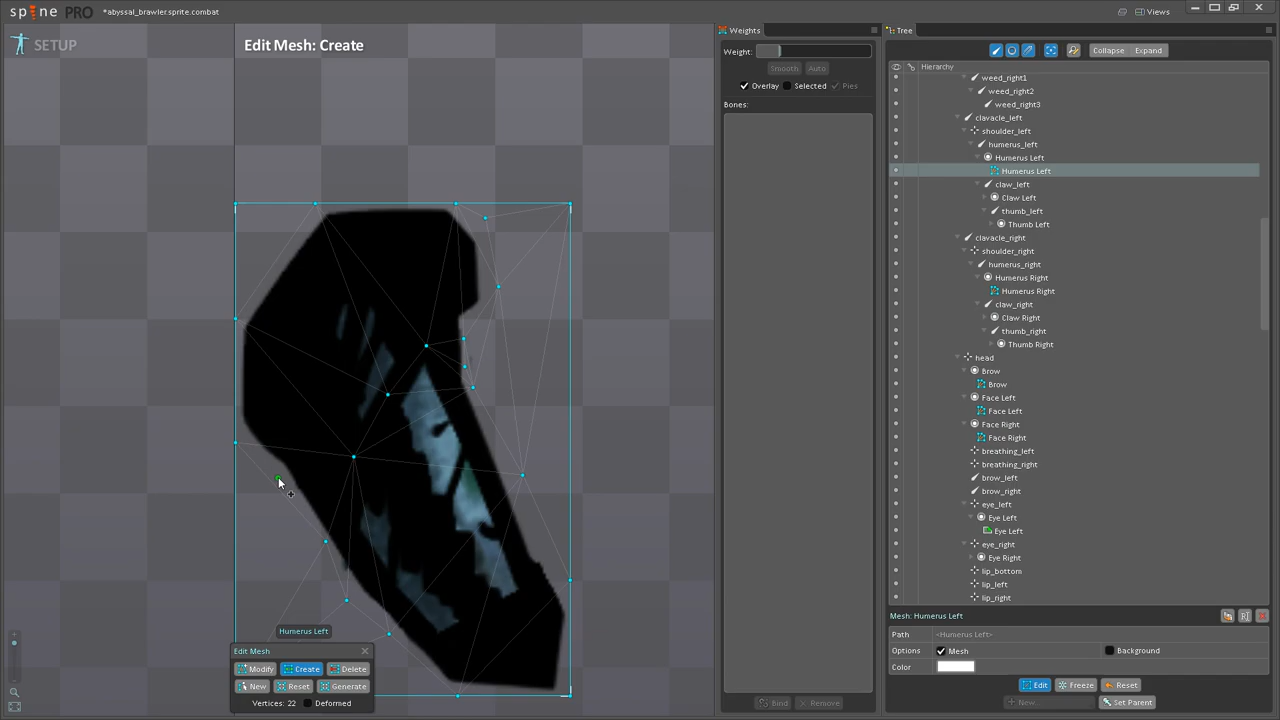 spine PRO
*abyssal_brawler.sprite.combat
Views
SETUP
Edit Mesh: Create
Weights
Tree
Weight:
Smooth
Auto
Overlay
Selected
Pies
Bones:
Bind
Remove
Collapse
Expand
Hierarchy
weed_right1
weed_right2
weed_right3
clavacle_left
shoulder_left
humerus_left
Humerus Left
Humerus Left
claw_left
Claw Left
thumb_left
Thumb Left
clavacle_right
shoulder_right
humerus_right
Humerus Right
Humerus Right
claw_right
Claw Right
thumb_right
Thumb Right
head
Brow
Brow
Face Left
Face Left
Face Right
Face Right
breathing_left
breathing_right
brow_left
brow_right
eye_left
Eye Left
Eye Left
eye_right
Eye Right
lip_bottom
lip_left
lip_right
Mesh: Humerus Left
Path
<Humerus Left>
Options
Mesh
Background
Color
Edit
Freeze
Reset
New...
Set Parent
Humerus Left
Edit Mesh
Modify
Create
Delete
New
Reset
Generate
Vertices: 22
Deformed